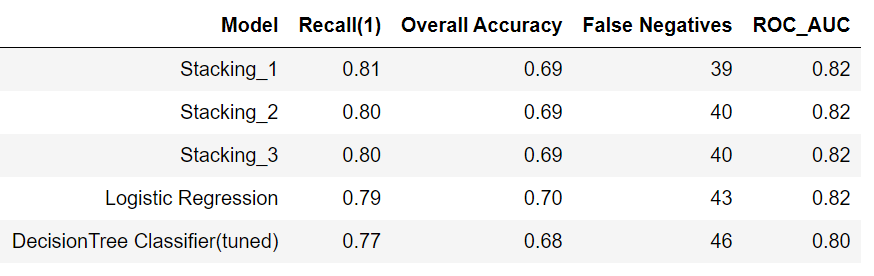 Model Recall(1) Overall Accuracy False Negatives ROC_AUC
Stacking_1 0.81 0.69 39 0.82
Stacking_2 0.80 0.69 40 0.82
Stacking_3 0.80 0.69 40 0.82
Logistic Regression 0.79 0.70 43 0.82
DecisionTree Classifier(tuned) 0.77 0.68 46 0.80